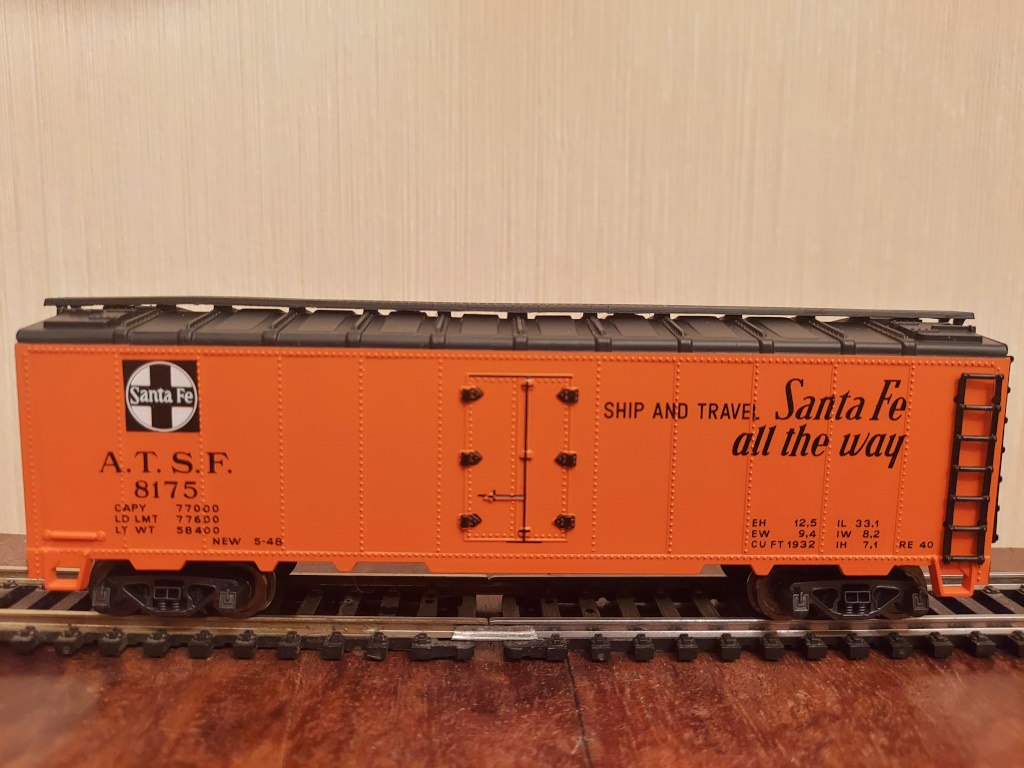 Santa Fe
A.T.S.F.
8175
CAPY 77000
LD LMT 77600
LT WT 58400
NEW 5-48
SHIP AND TRAVEL Santa Fe
all the way
EH 12,5 IL 33,1
EW 9,4 IW 8,2
CU FT 1932 IH 7,1 RE 40